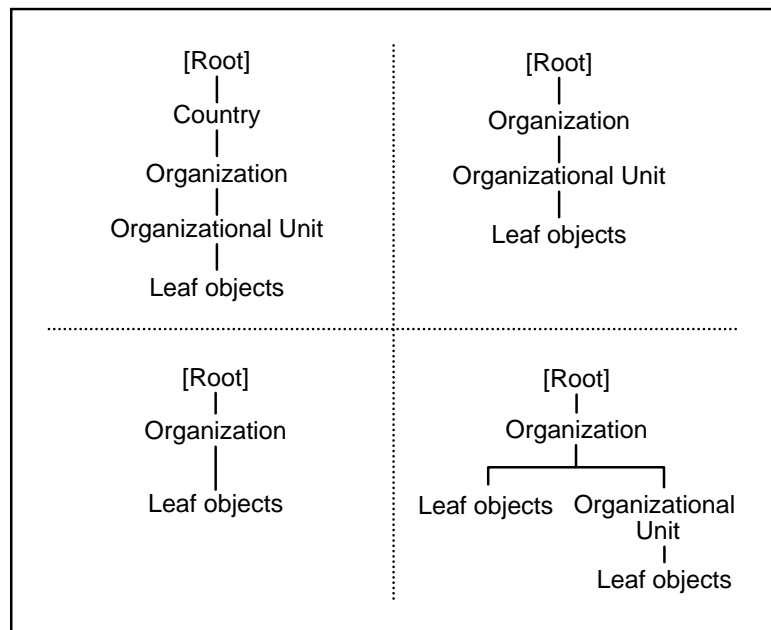 [Root]
Country
Organization
Organizational Unit
Leaf objects
[Root]
Organization
Organizational Unit
Leaf objects
[Root]
Organization
Leaf objects
[Root]
Organization
Leaf objects
Organizational
Unit
Leaf objects